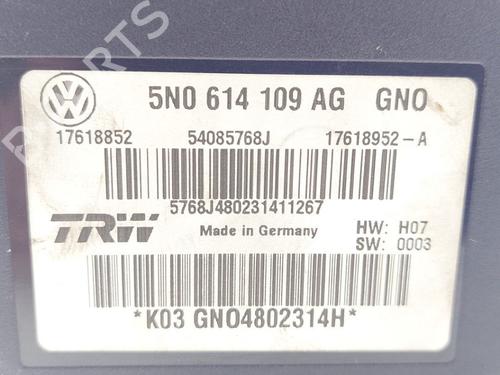 5N0 614 109 AG GNO
17618852 54085768J 17618952-A
5768J480231411267
TRW Made in Germany HW: H07
SW: 0003
*K03 GNO4802314H*
PARTS